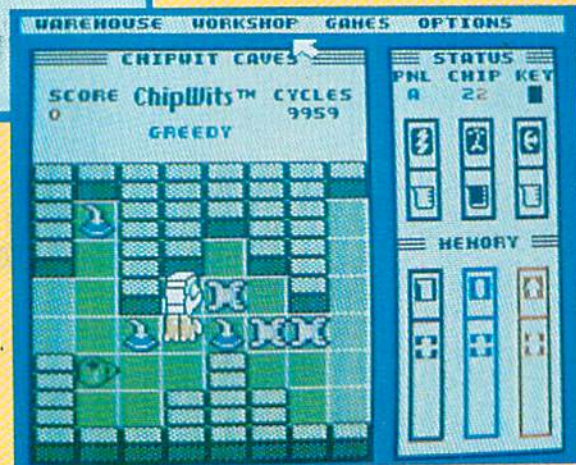 WAREHOUSE WORKSHOP GAMES OPTIONS
CHIPWIT CAVES
SCORE ChipWits™ CYCLES
0 9959
GREEDY
STATUS
PNL CHIP KEY
A 22
MEMORY